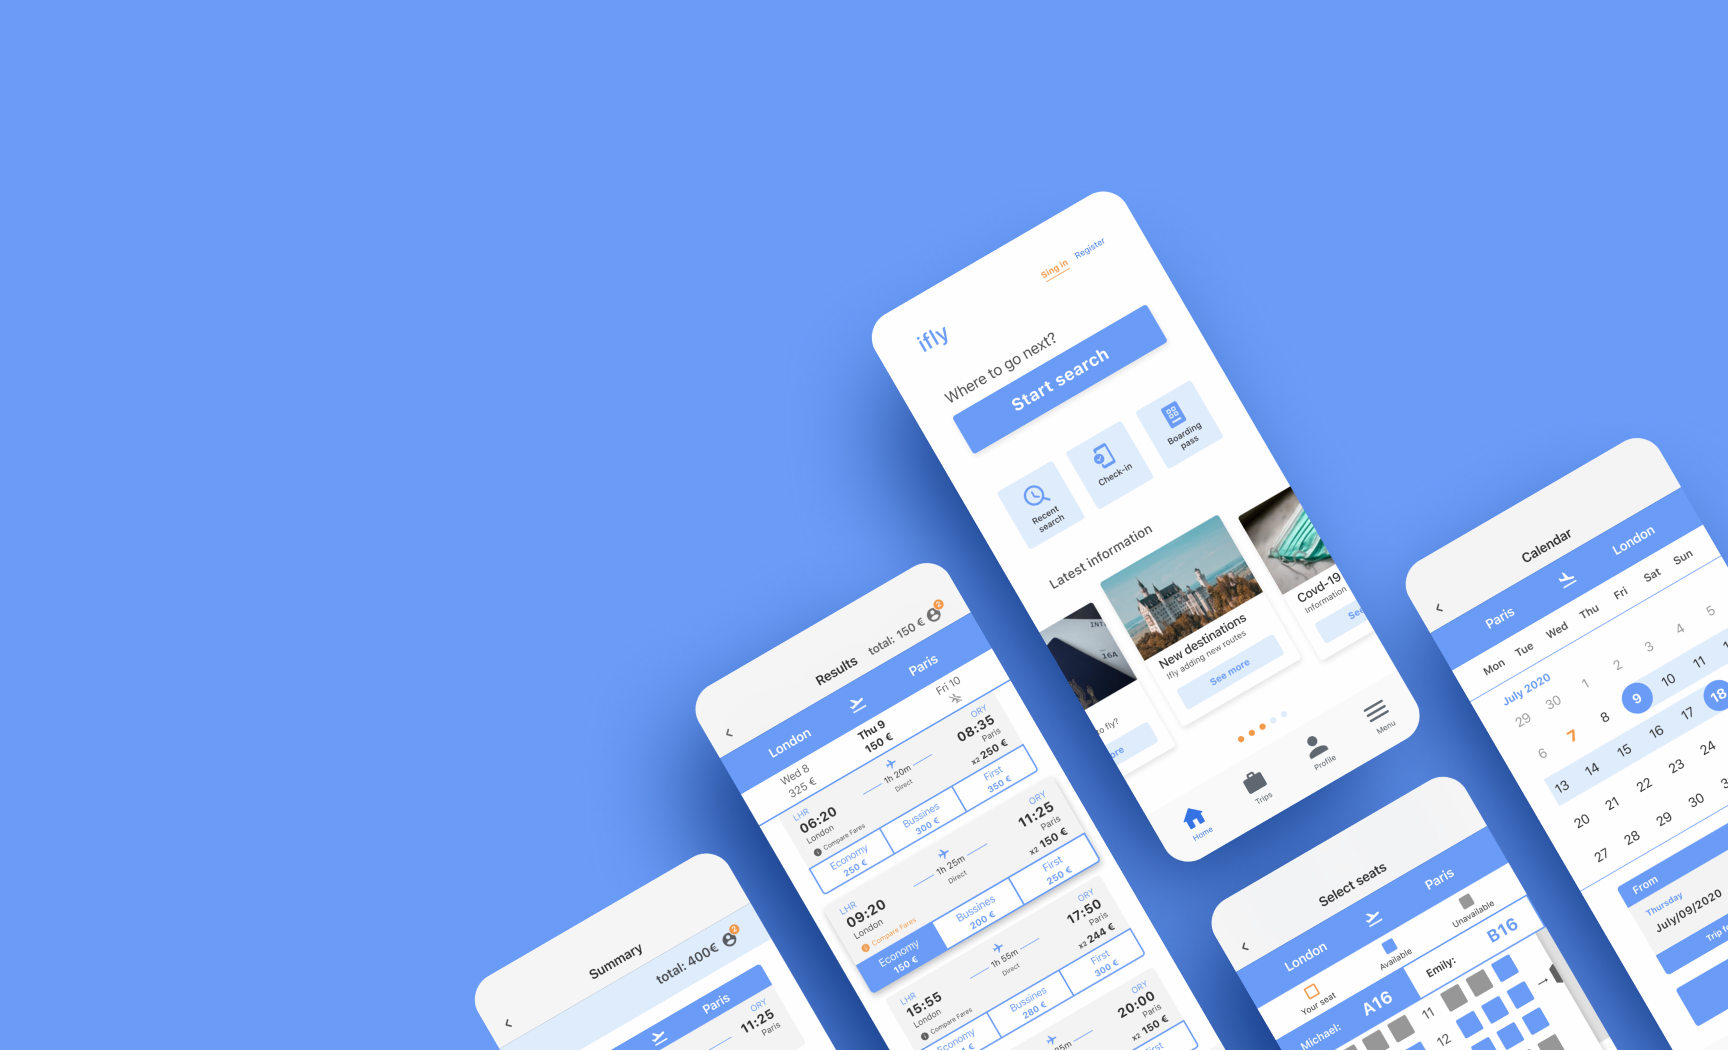 Sing in Register
ifly
Where to go next?
Start search
Recent
search
Check-in
Boarding
pass
Latest information
to fly?
New destinations
Ifly adding new routes
See more
Covd-19
Information
16A
Home
Trips
Profile
Menu
Results
total: 150 €
2
London
Paris
Wed 8
325 €
Thu 9
150 €
Fri 10
LHR
06:20
London
1h 20m
Direct
ORY
08:35
Paris
x2 250 €
Compare Fares
Economy
250 €
Bussines
300 €
First
350 €
LHR
09:20
London
1h 25m
Direct
ORY
11:25
Paris
x2 150 €
Compare Fares
Economy
150 €
Bussines
200 €
First
250 €
LHR
15:55
London
1h 55m
Direct
ORY
17:50
Paris
x2 244 €
Compare Fares
Economy
Bussines
280 €
First
300 €
ORY
20:00
Paris
x2 150 €
Summary
total: 400€
2
Paris
ORY
11:25
Paris
Calendar
Paris
London
Mon Tue Wed Thu Fri Sat Sun
July 2020
29 30 1 2 3 4 5
6 7 8 9 10 11
13 14 15 16 17 18
20 21 22 23 24
27 28 29 30
From
Thursday
July/09/2020
Select seats
London
Paris
Your seat
Available
Unavailable
Michael:
A16
Emily:
B16
11
12